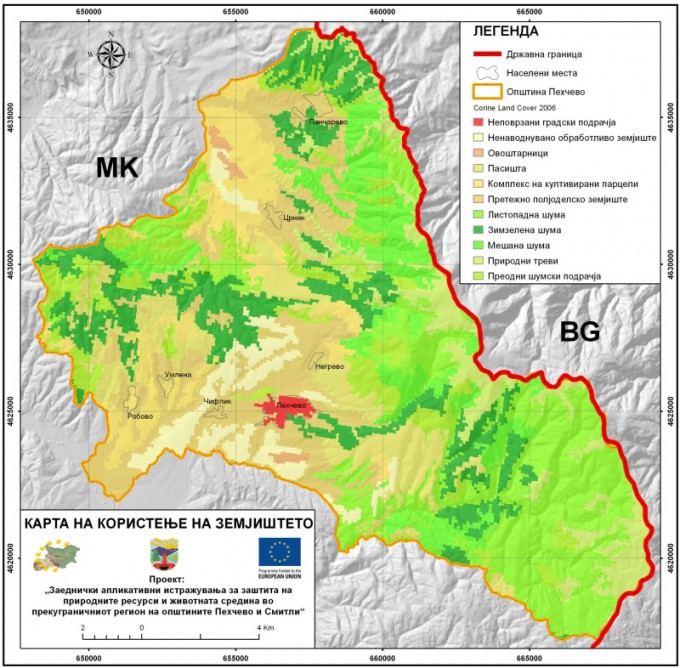 650000
655000
660000
665000
4635000
4630000
4625000
4620000
N
W
E
S
MK
BG
Панчарево
Црник
Негрево
Умлена
Робово
Чифлик
Пехчево
ЛЕГЕНДА
Државна граница
Населени места
Општина Пехчево
Corine Land Cover 2006
Неповрзани градски подрачја
Ненаводнувано обработливо земјиште
Овоштарници
Пасишта
Комплекс на култивирани парцели
Претежно полјоделско земјиште
Листопадна шума
Зимзелена шума
Мешана шума
Природни треви
Преодни шумски подрачја
КАРТА НА КОРИСТЕЊЕ НА ЗЕМЈИШТЕТО
Programme funded by the
EUROPEAN UNION
Проект:
„Заеднички апликативни истражувања за заштита на
природните ресурси и животната средина во
прекуграничниот регион на општините Пехчево и Смитли“
2 0 4 Km
650000
655000
660000
665000